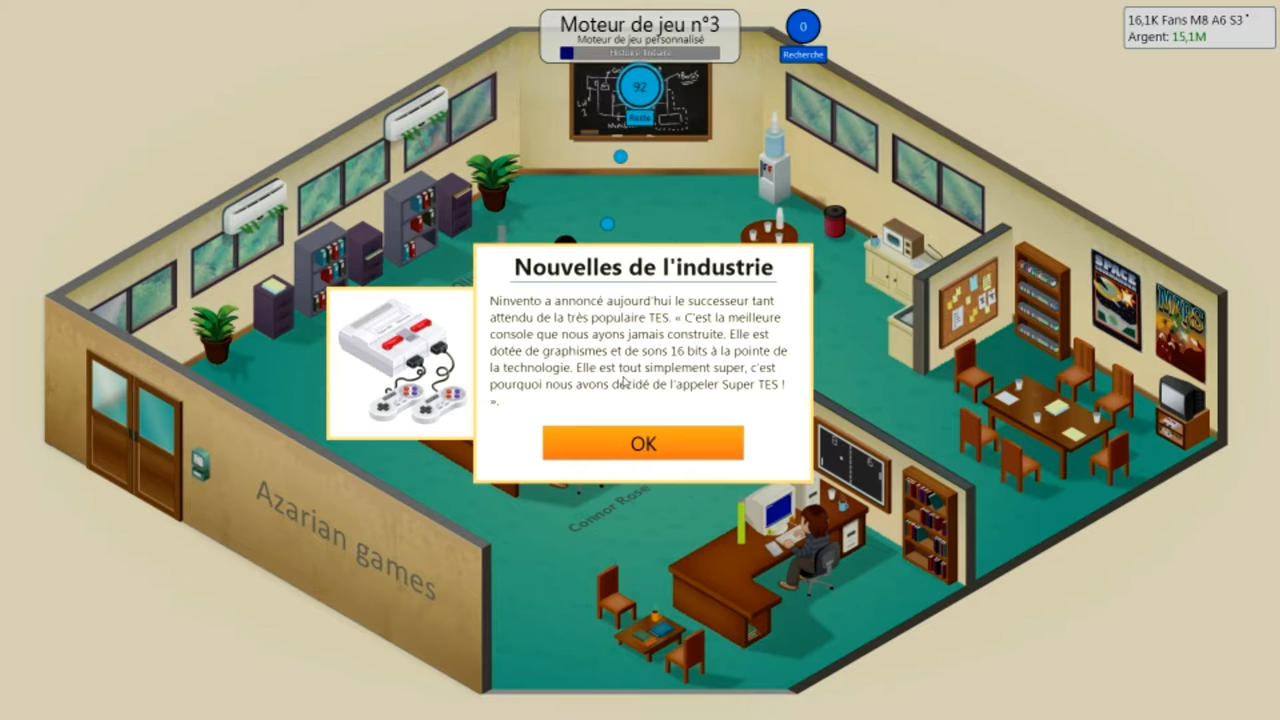 Moteur de jeu n°3
Moteur de jeu personnalisé
Histoire linéaire
0
Recherche
16,1K Fans M8 A6 S3
Argent: 15,1M
92
Reste
Nouvelles de l'industrie
Ninvento a annoncé aujourd'hui le successeur tant
attendu de la très populaire TES. « C'est la meilleure
console que nous ayons jamais construite. Elle est
dotée de graphismes et de sons 16 bits à la pointe de
la technologie. Elle est tout simplement super, c'est
pourquoi nous avons décidé de l'appeler Super TES !
».
OK
SPACE
Connor Rose
Azarian games